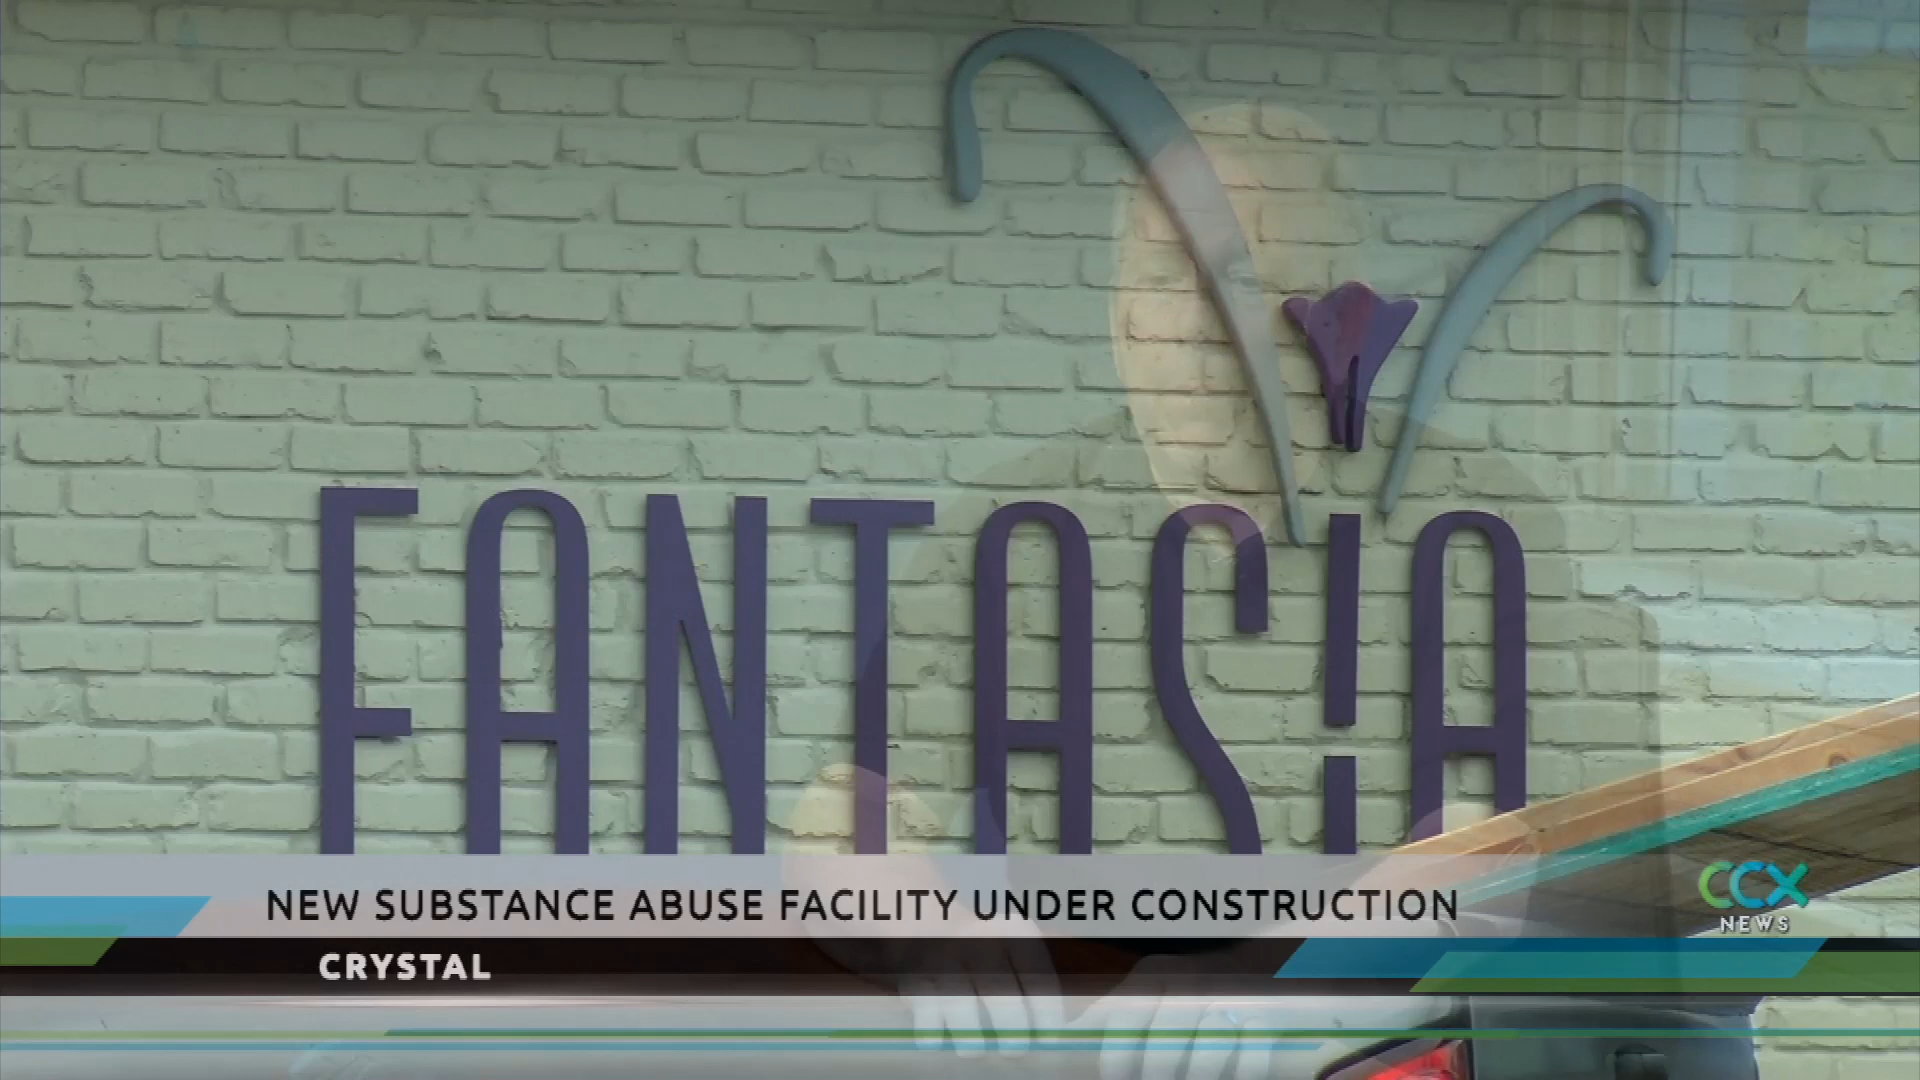 FANTASIA
NEW SUBSTANCE ABUSE FACILITY UNDER CONSTRUCTION
CCX
NEWS
CRYSTAL